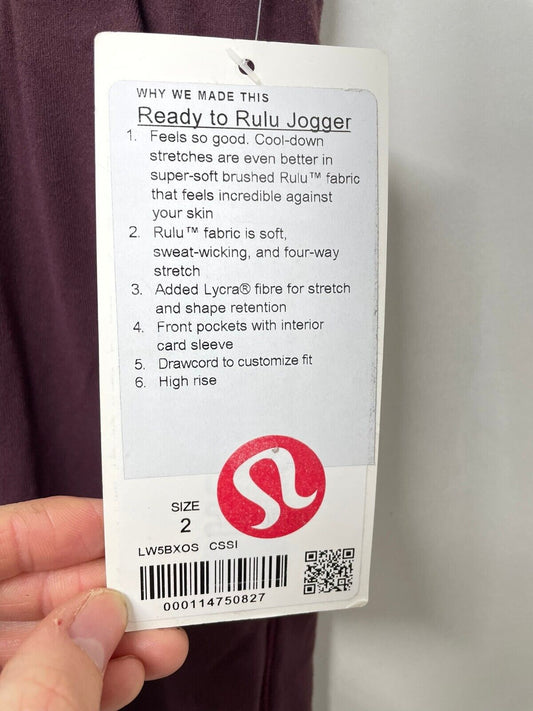 WHY WE MADE THIS
Ready to Rulu Jogger
1. Feels so good. Cool-down
stretches are even better in
super-soft brushed Rulu™ fabric
that feels incredible against
your skin
2. Rulu™ fabric is soft,
sweat-wicking, and four-way
stretch
3. Added Lycra® fibre for stretch
and shape retention
4. Front pockets with interior
card sleeve
5. Drawcord to customize fit
6. High rise
SIZE
2
LW5BXOS CSSI
000114750827